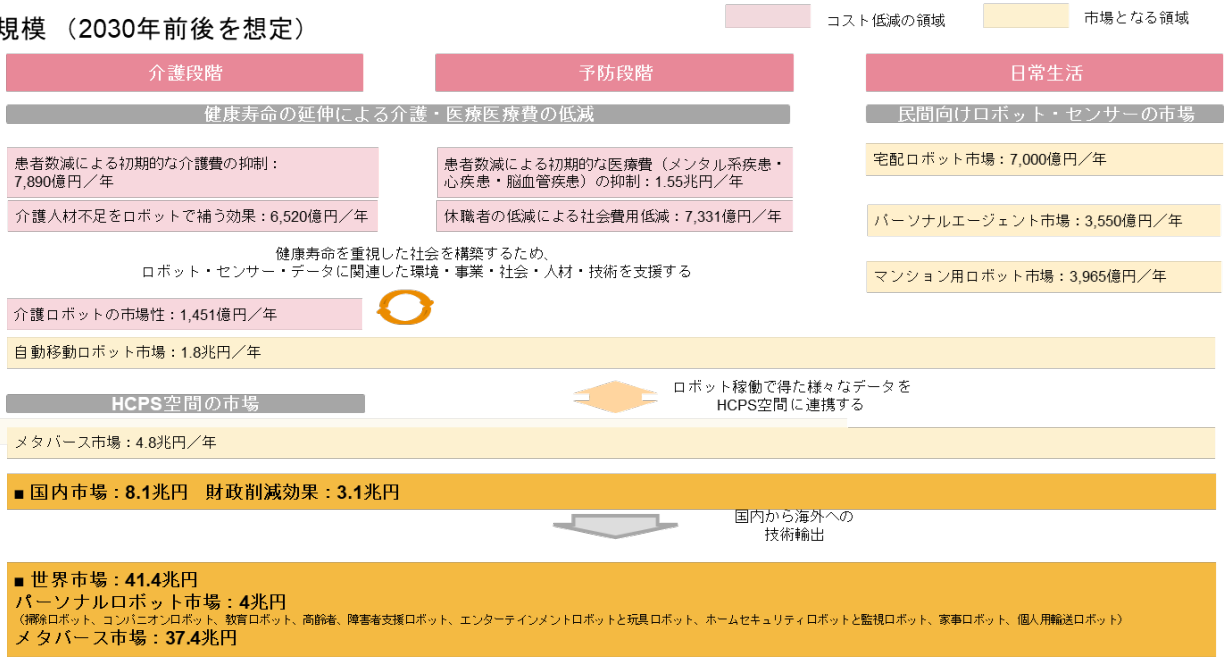 規模 （2030年前後を想定）
コスト低減の領域
市場となる領域
介護段階
予防段階
日常生活
健康寿命の延伸による介護・医療医療費の低減
民間向けロボット・センサーの市場
患者数減による初期的な介護費の抑制：
7,890億円／年
患者数減による初期的な医療費（メンタル系疾患・
心疾患・脳血管疾患）の抑制：1.55兆円／年
宅配ロボット市場：7,000億円／年
介護人材不足をロボットで補う効果：6,520億円／年
休職者の低減による社会費用低減：7,331億円／年
パーソナルエージェント市場：3,550億円／年
健康寿命を重視した社会を構築するため、
ロボット・センサー・データに関連した環境・事業・社会・人材・技術を支援する
マンション用ロボット市場：3,965億円／年
介護ロボットの市場性：1,451億円／年
自動移動ロボット市場：1.8兆円／年
ロボット稼働で得た様々なデータを
HCPS空間に連携する
HCPS空間の市場
メタバース市場：4.8兆円／年
■ 国内市場：8.1兆円　財政削減効果：3.1兆円
国内から海外への
技術輸出
■ 世界市場：41.4兆円
パーソナルロボット市場：4兆円
（掃除ロボット、コンパニオンロボット、教育ロボット、高齢者、障害者支援ロボット、エンターテインメントロボットと玩具ロボット、ホームセキュリティロボットと監視ロボット、家事ロボット、個人用輸送ロボット）
メタバース市場：37.4兆円